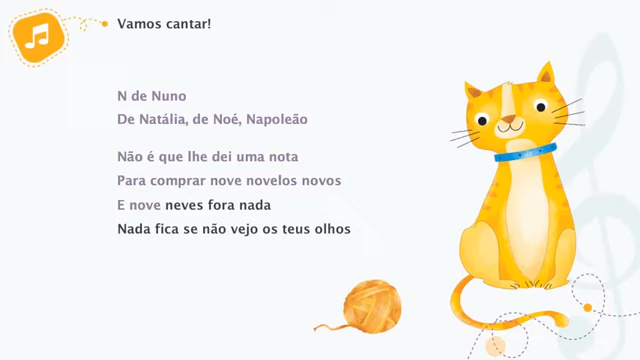 Vamos cantar!
N de Nuno
De Natália, de Noé, Napoleão
Não é que lhe dei uma nota
Para comprar nove novelos novos
E nove neves fora nada
Nada fica se não vejo os teus olhos